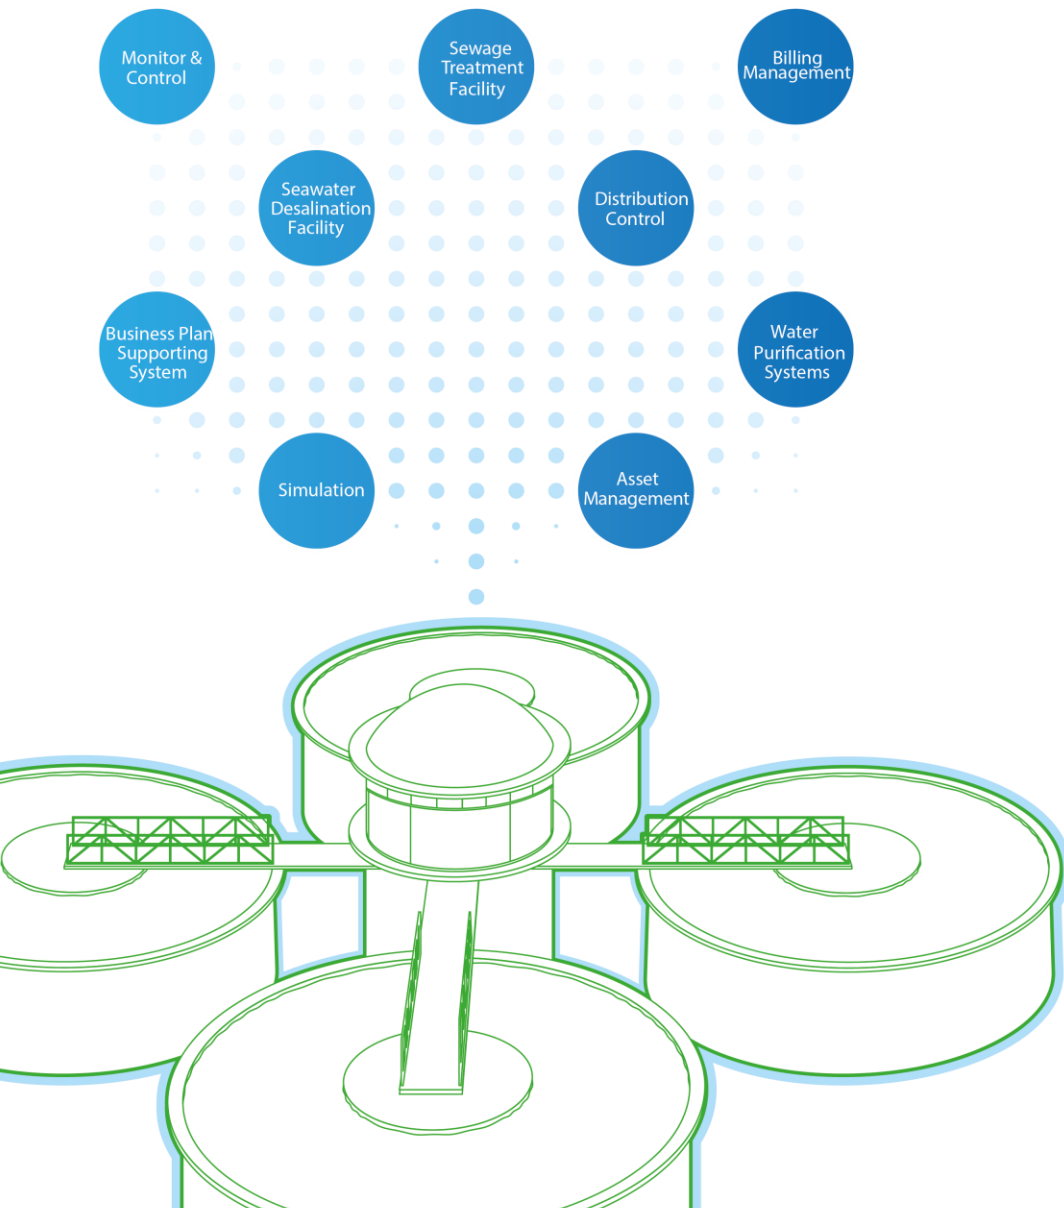 Monitor &
Control
Sewage
Treatment
Facility
Billing
Management
Seawater
Desalination
Facility
Distribution
Control
Business Plan
Supporting
System
Water
Purification
Systems
Simulation
Asset
Management